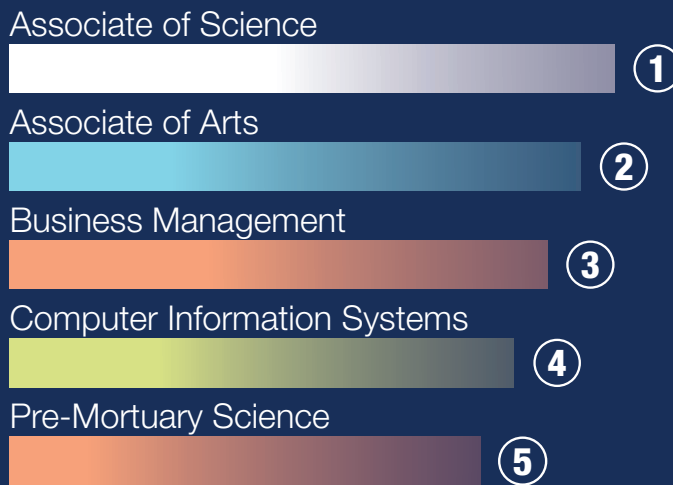 Associate of Science
1
Associate of Arts
2
Business Management
3
Computer Information Systems
4
Pre-Mortuary Science
5